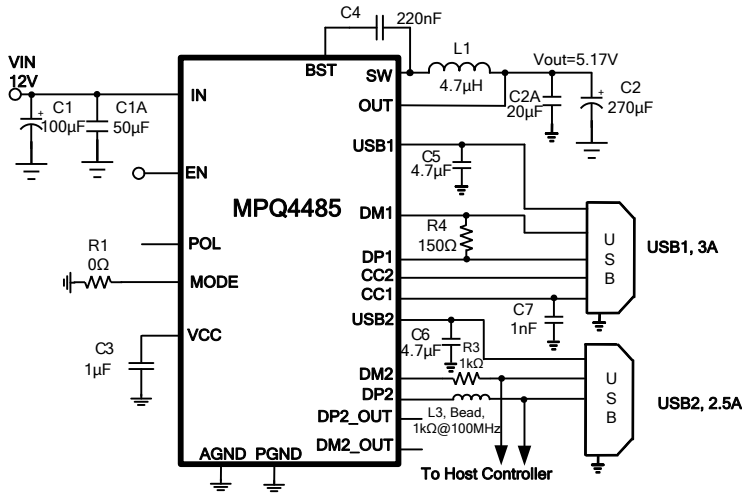 C4
220nF
VIN
12V
BST
SW
L1
4.7µH
Vout=5.17V
IN
OUT
C1
100µF
C1A
50µF
C2A
20µF
C2
270µF
+
+
USB1
C5
4.7µF
EN
MPQ4485
DM1
R4
150Ω
U
S
B
USB1, 3A
POL
DP1
R1
0Ω
MODE
CC2
CC1
C7
1nF
VCC
USB2
C3
1µF
C6
4.7µF
R3
1kΩ
DM2
DP2
U
S
B
USB2, 2.5A
DP2_OUT
L3, Bead,
1kΩ@100MHz
DM2_OUT
AGND
PGND
To Host Controller